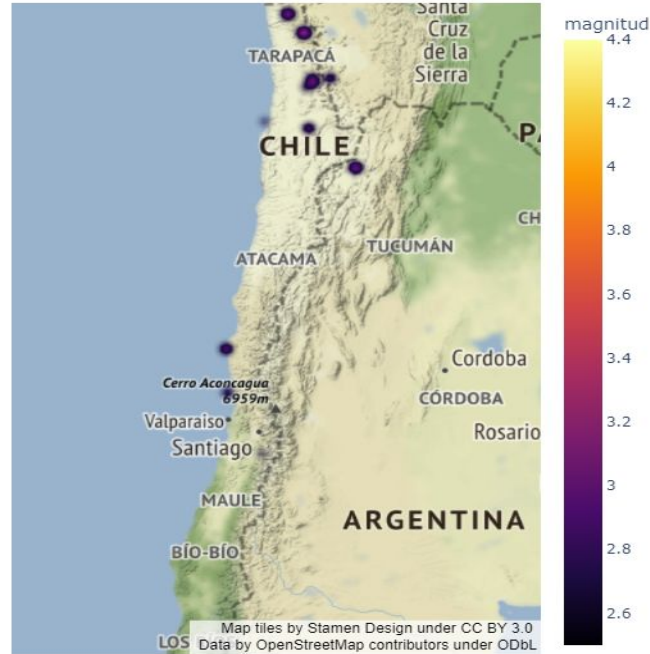 Santa
Cruz
de la
Sierra
TARAPACÁ
CHILE
CH
ATACAMA
TUCUMÁN
Cordoba
Cerro Aconcagua
6959m
CÓRDOBA
Valparaiso
Rosario
Santiago
MAULE
ARGENTINA
BÍO-BÍO
LOS
Map tiles by Stamen Design under CC BY 3.0
Data by OpenStreetMap contributors under ODbL
magnitud
4.4
4.2
4
3.8
3.6
3.4
3.2
3
2.8
2.6